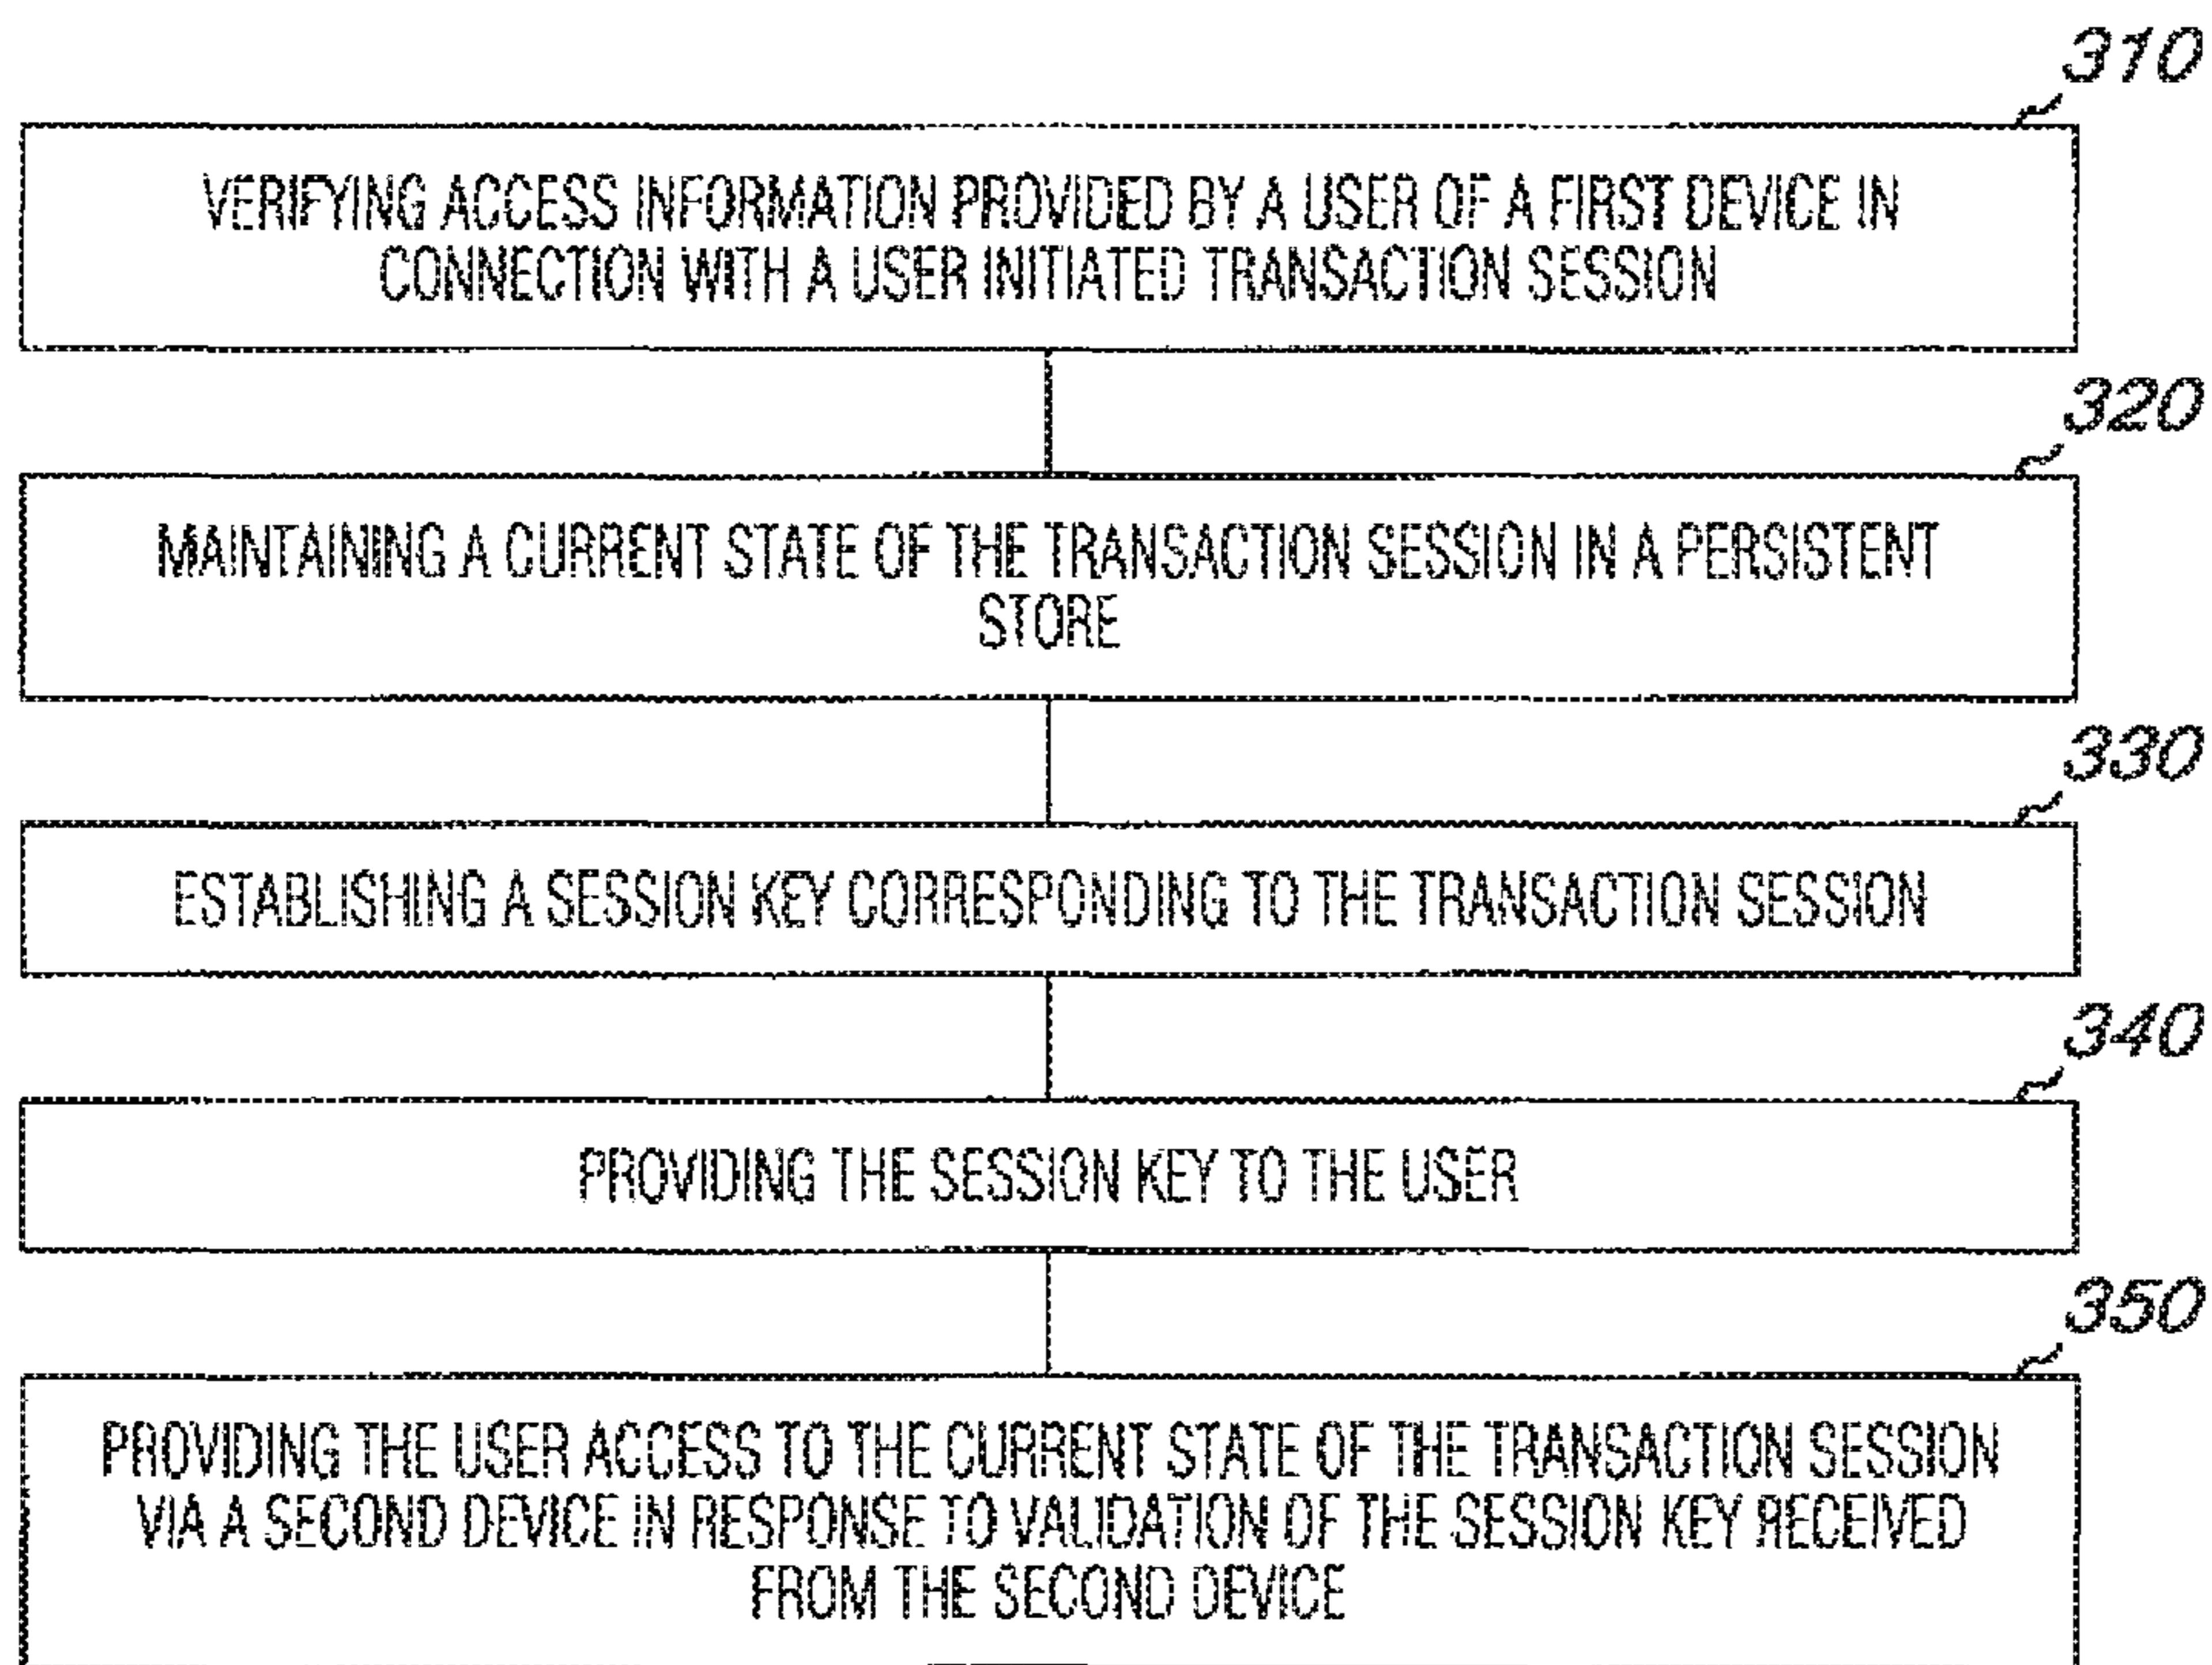 310
VERIFYING ACCESS INFORMATION PROVIDED BY A USER OF A FIRST DEVICE IN
CONNECTION WITH A USER INITIATED TRANSACTION SESSION
320
MAINTAINING A CURRENT STATE OF THE TRANSACTION SESSION IN A PERSISTENT
STORE
330
ESTABLISHING A SESSION KEY CORRESPONDING TO THE TRANSACTION SESSION
340
PROVIDING THE SESSION KEY TO THE USER
350
PROVIDING THE USER ACCESS TO THE CURRENT STATE OF THE TRANSACTION SESSION
VIA A SECOND DEVICE IN RESPONSE TO VALIDATION OF THE SESSION KEY RECEIVED
FROM THE SECOND DEVICE